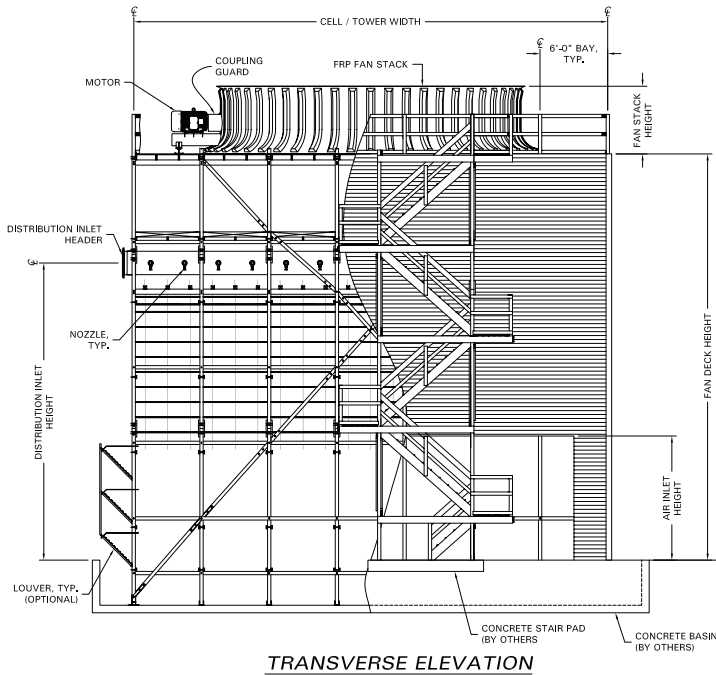 ℄
℄
CELL / TOWER WIDTH
℄
6'-0" BAY,
TYP.
COUPLING
GUARD
FRP FAN STACK
MOTOR
FAN STACK
HEIGHT
DISTRIBUTION INLET
HEADER
℄
NOZZLE,
TYP.
DISTRIBUTION INLET
HEIGHT
FAN DECK HEIGHT
AIR INLET
HEIGHT
LOUVER, TYP.
(OPTIONAL)
CONCRETE STAIR PAD
(BY OTHERS
CONCRETE BASIN
(BY OTHERS)
TRANSVERSE ELEVATION